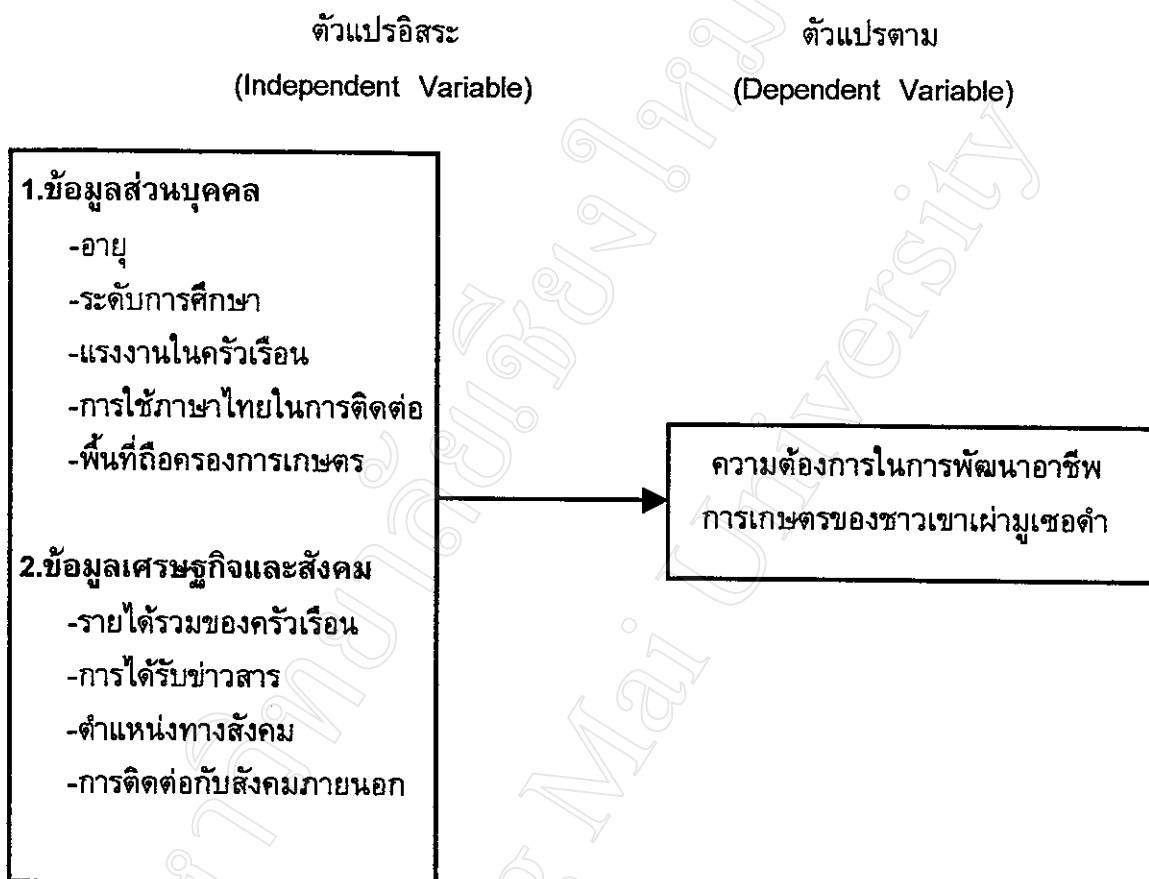 ตัวแปรอิสระ
(Independent Variable)
ตัวแปรตาม
(Dependent Variable)
1.ข้อมูลส่วนบุคคล
-อายุ
-ระดับการศึกษา
-แรงงานในครัวเรือน
-การใช้ภาษาไทยในการติดต่อ
-พื้นที่ถือครองการเกษตร
2.ข้อมูลเศรษฐกิจและสังคม
-รายได้รวมของครัวเรือน
-การได้รับข่าวสาร
-ตำแหน่งทางสังคม
-การติดต่อกับสังคมภายนอก
ความต้องการในการพัฒนาอาชีพ
การเกษตรของชาวเขาเผ่ามูเซอดำ